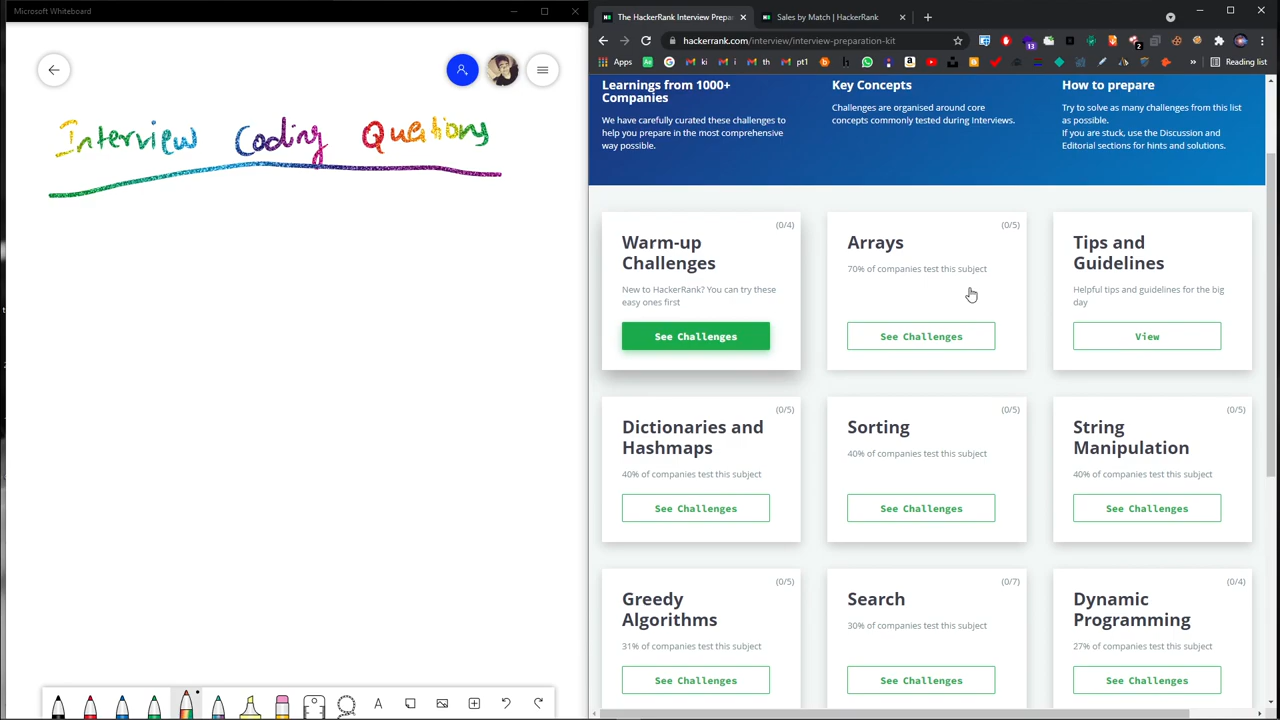 Microsoft Whiteboard
Interview Coding Questions
The HackerRank Interview Prepar
Sales by Match | HackerRank
hackerrank.com/interview/interview-preparation-kit
Apps
ki
i
th
pt1
b
Reading list
Learnings from 1000+
Companies
We have carefully curated these challenges to
help you prepare in the most comprehensive
way possible.
Key Concepts
Challenges are organised around core
concepts commonly tested during Interviews.
How to prepare
Try to solve as many challenges from this list
as possible.
If you are stuck, use the Discussion and
Editorial sections for hints and solutions.
(0/4)
Warm-up
Challenges
New to HackerRank? You can try these
easy ones first
See Challenges
(0/5)
Arrays
70% of companies test this subject
See Challenges
Tips and
Guidelines
Helpful tips and guidelines for the big
day
View
(0/5)
Dictionaries and
Hashmaps
40% of companies test this subject
See Challenges
(0/5)
Sorting
40% of companies test this subject
See Challenges
(0/5)
String
Manipulation
40% of companies test this subject
See Challenges
(0/5)
Greedy
Algorithms
31% of companies test this subject
See Challenges
(0/7)
Search
30% of companies test this subject
See Challenges
(0/4)
Dynamic
Programming
27% of companies test this subject
See Challenges